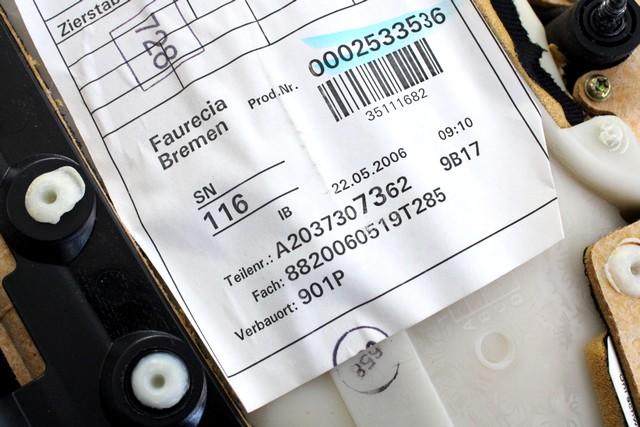 Zierstab
728
Prod.Nr. 0002533536
35111682
Faurecia
Bremen
SN
116
IB
22.05.2006 09:10
9B17
Teilenr.: A2037307362
Fach: 8820060519T285
Verbauort: 901P
658